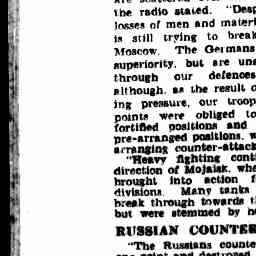 the radio stated. "Desp
losses of men and materi
is still trying to break
Moscow. The Germans
superiority, but are una
through our defences
although, as the result o
ing pressure, our troop
points were obliged to
fortified positions and
pre-arranged positions, w
arranging counter-attack
"Heavy fighting conti
direction of Mojaisk, whe
brought into action f
divisions. Many tanks
break through towards t
but were stemmed by he
RUSSIAN COUNTER
"The Russians counte